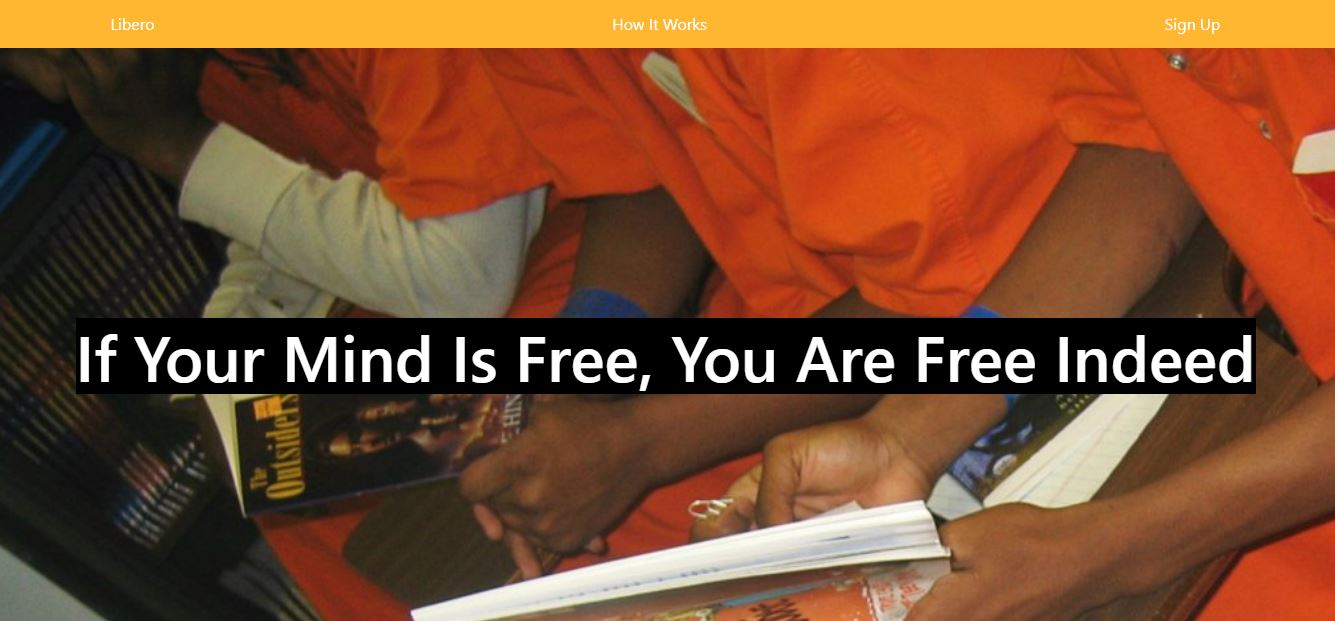 Libero
How It Works
Sign Up
If Your Mind Is Free, You Are Free Indeed
The
Outsiders